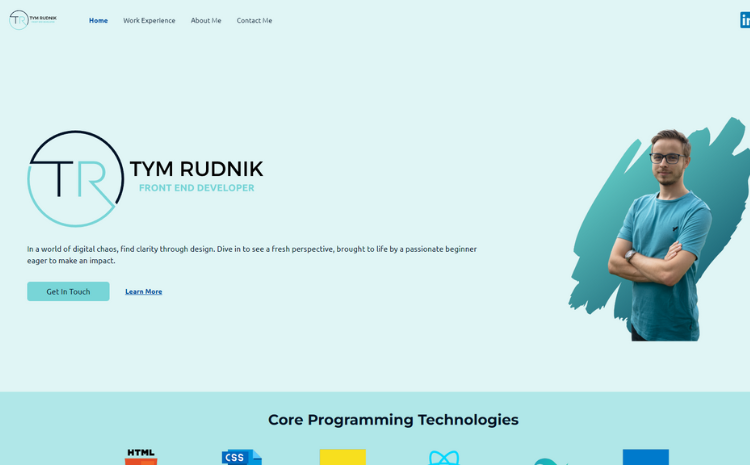 TR TYM RUDNIK
Home Work Experience About Me Contact Me
in
TR
TYM RUDNIK
FRONT END DEVELOPER
In a world of digital chaos, find clarity through design. Dive in to see a fresh perspective, brought to life by a passionate beginner
eager to make an impact.
Get In Touch Learn More
Core Programming Technologies
HTML
CSS